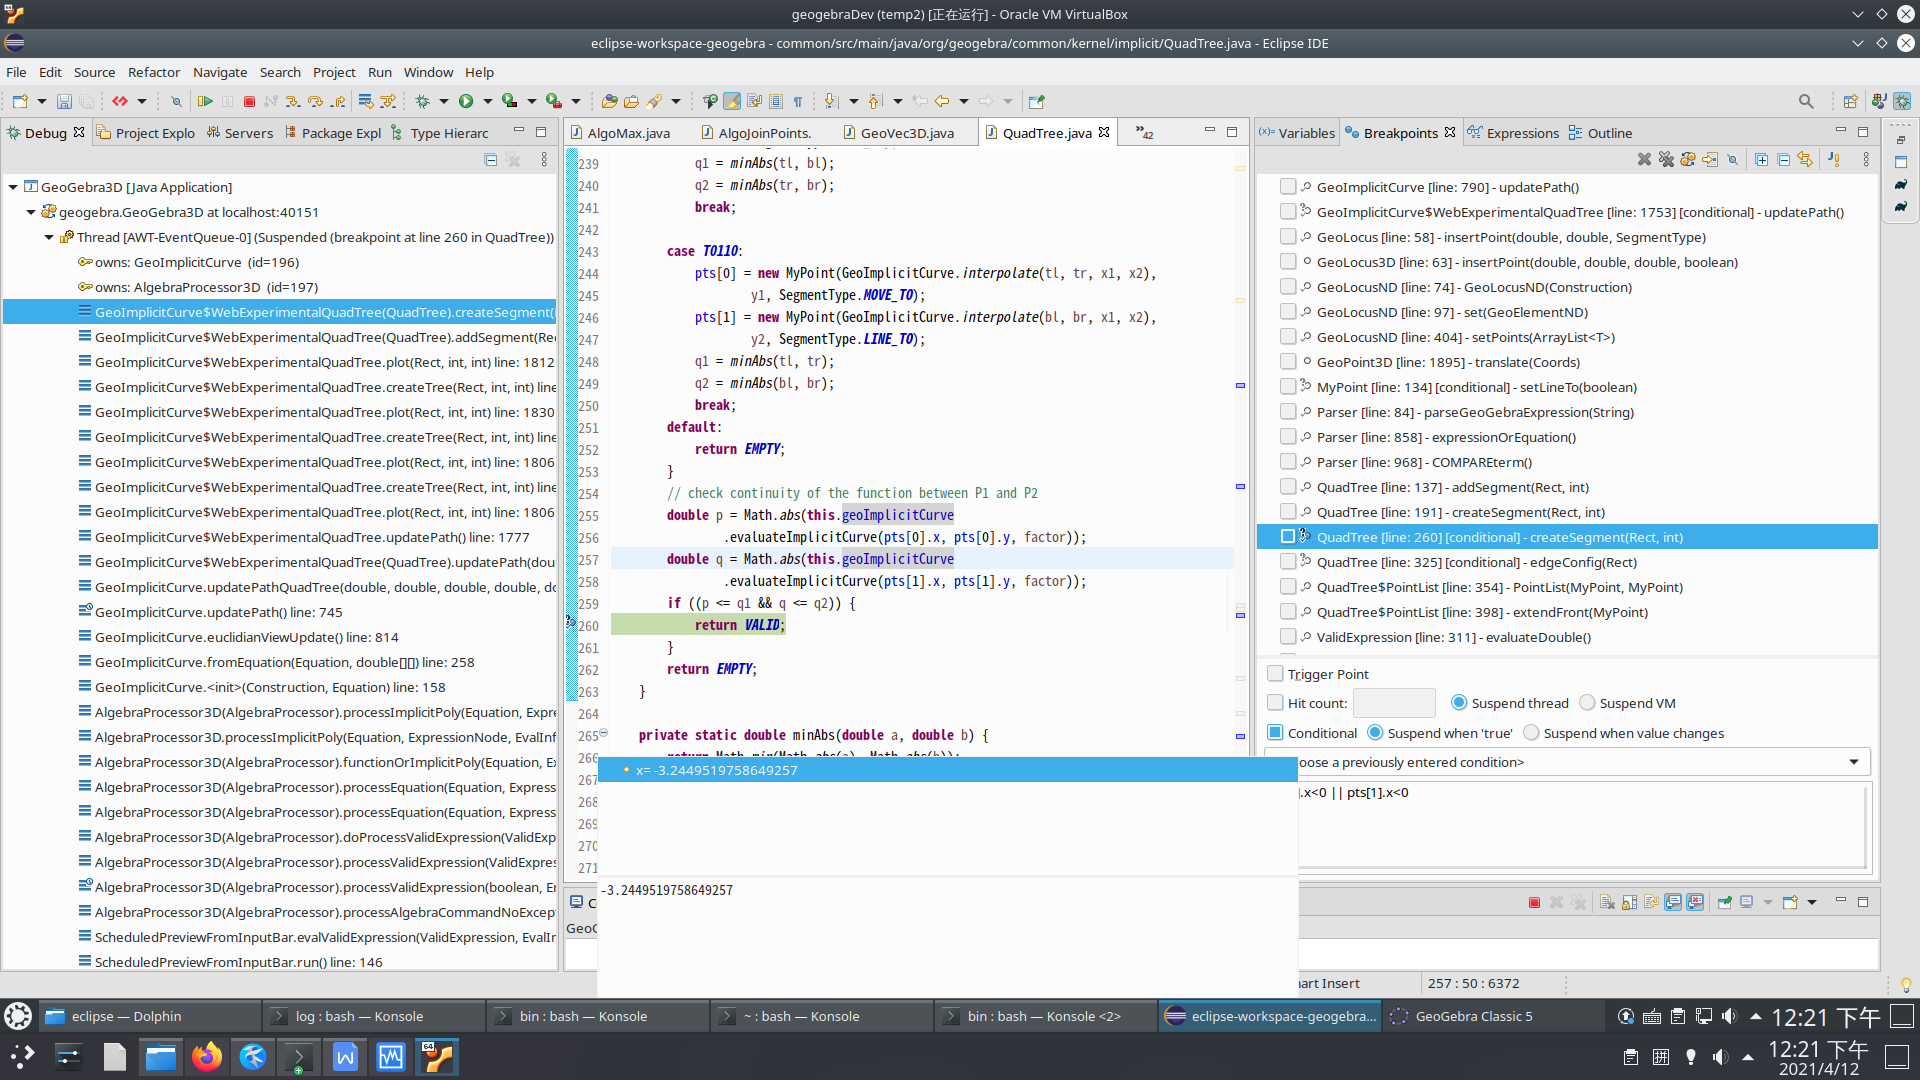 geogebraDev (temp2) [正在运行] - Oracle VM VirtualBox
eclipse-workspace-geogebra - common/src/main/java/org/geogebra/common/kernel/implicit/QuadTree.java - Eclipse IDE
File Edit Source Refactor Navigate Search Project Run Window Help
Debug Project Explo Servers Package Expl Type Hierarc
GeoGebra3D [Java Application]
geogebra.GeoGebra3D at localhost:40151
Thread [AWT-EventQueue-0] (Suspended (breakpoint at line 260 in QuadTree))
owns: GeoImplicitCurve (id=196)
owns: AlgebraProcessor3D (id=197)
GeoImplicitCurve$WebExperimentalQuadTree(QuadTree).createSegment(
GeoImplicitCurve$WebExperimentalQuadTree(QuadTree).addSegment(Rec
GeoImplicitCurve$WebExperimentalQuadTree.plot(Rect, int, int) line: 1812
GeoImplicitCurve$WebExperimentalQuadTree.createTree(Rect, int, int) line
GeoImplicitCurve$WebExperimentalQuadTree.plot(Rect, int, int) line: 1830
GeoImplicitCurve$WebExperimentalQuadTree.createTree(Rect, int, int) line
GeoImplicitCurve$WebExperimentalQuadTree.plot(Rect, int, int) line: 1806
GeoImplicitCurve$WebExperimentalQuadTree.createTree(Rect, int, int) line
GeoImplicitCurve$WebExperimentalQuadTree.plot(Rect, int, int) line: 1806
GeoImplicitCurve$WebExperimentalQuadTree.updatePath() line: 1777
GeoImplicitCurve$WebExperimentalQuadTree(QuadTree).updatePath(dou
GeoImplicitCurve.updatePathQuadTree(double, double, double, double, dc
GeoImplicitCurve.updatePath() line: 745
GeoImplicitCurve.euclidianViewUpdate() line: 814
GeoImplicitCurve.fromEquation(Equation, double[][]) line: 258
GeoImplicitCurve.<init>(Construction, Equation) line: 158
AlgebraProcessor3D(AlgebraProcessor).processImplicitPoly(Equation, Expre
AlgebraProcessor3D.processImplicitPoly(Equation, ExpressionNode, EvalInf
AlgebraProcessor3D(AlgebraProcessor).functionOrImplicitPoly(Equation, Ex
AlgebraProcessor3D(AlgebraProcessor).processEquation(Equation, Express
AlgebraProcessor3D(AlgebraProcessor).processEquation(Equation, Express
AlgebraProcessor3D(AlgebraProcessor).doProcessValidExpression(ValidExp
AlgebraProcessor3D(AlgebraProcessor).processValidExpression(ValidExpres
AlgebraProcessor3D(AlgebraProcessor).processValidExpression(boolean, Er
AlgebraProcessor3D(AlgebraProcessor).processAlgebraCommandNoExcep
ScheduledPreviewFromInputBar.evalValidExpression(ValidExpression, EvalIr
ScheduledPreviewFromInputBar.run() line: 146
AlgoMax.java AlgoJoinPoints. GeoVec3D.java QuadTree.java »42
239 q1 = minAbs(tl, bl);
240 q2 = minAbs(tr, br);
241 break;
242
243 case T0110:
244 pts[0] = new MyPoint(GeoImplicitCurve.interpolate(tl, tr, x1, x2),
245 y1, SegmentType.MOVE_TO);
246 pts[1] = new MyPoint(GeoImplicitCurve.interpolate(bl, br, x1, x2),
247 y2, SegmentType.LINE_TO);
248 q1 = minAbs(tl, tr);
249 q2 = minAbs(bl, br);
250 break;
251 default:
252 return EMPTY;
253 }
254 // check continuity of the function between P1 and P2
255 double p = Math.abs(this.geoImplicitCurve
256 .evaluateImplicitCurve(pts[0].x, pts[0].y, factor));
257 double q = Math.abs(this.geoImplicitCurve
258 .evaluateImplicitCurve(pts[1].x, pts[1].y, factor));
259 if ((p <= q1 && q <= q2)) {
260 return VALID;
261 }
262 return EMPTY;
263 }
264
265 private static double minAbs(double a, double b) {
266 return Math.min(Math.abs(a), Math.abs(b));
267
268
269
270
271
x= -3.2449519758649257
-3.2449519758649257
GeoG
Variables Breakpoints Expressions Outline
GeoImplicitCurve [line: 790] - updatePath()
GeoImplicitCurve$WebExperimentalQuadTree [line: 1753] [conditional] - updatePath()
GeoLocus [line: 58] - insertPoint(double, double, SegmentType)
GeoLocus3D [line: 63] - insertPoint(double, double, double, boolean)
GeoLocusND [line: 74] - GeoLocusND(Construction)
GeoLocusND [line: 97] - set(GeoElementND)
GeoLocusND [line: 404] - setPoints(ArrayList<T>)
GeoPoint3D [line: 1895] - translate(Coords)
MyPoint [line: 134] [conditional] - setLineTo(boolean)
Parser [line: 84] - parseGeoGebraExpression(String)
Parser [line: 858] - expressionOrEquation()
Parser [line: 968] - COMPAREterm()
QuadTree [line: 137] - addSegment(Rect, int)
QuadTree [line: 191] - createSegment(Rect, int)
QuadTree [line: 260] [conditional] - createSegment(Rect, int)
QuadTree [line: 325] [conditional] - edgeConfig(Rect)
QuadTree$PointList [line: 354] - PointList(MyPoint, MyPoint)
QuadTree$PointList [line: 398] - extendFront(MyPoint)
ValidExpression [line: 311] - evaluateDouble()
Trigger Point
Hit count: Suspend thread Suspend VM
Conditional Suspend when 'true' Suspend when value changes
oose a previously entered condition>
].x<0 || pts[1].x<0
art Insert 257 : 50 : 6372
eclipse — Dolphin log : bash — Konsole bin : bash — Konsole ~ : bash — Konsole bin : bash — Konsole <2> eclipse-workspace-geogebra... GeoGebra Classic 5 12:21 下午
64 拼 12:21 下午
2021/4/12